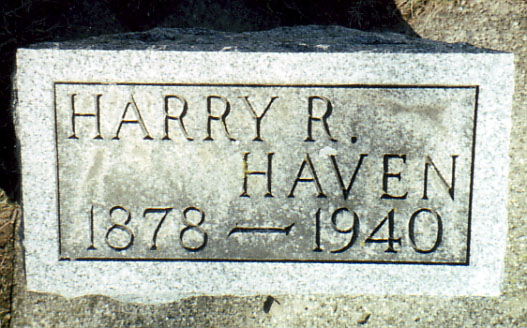 HARRY R.
HAVEN
1878 — 1940